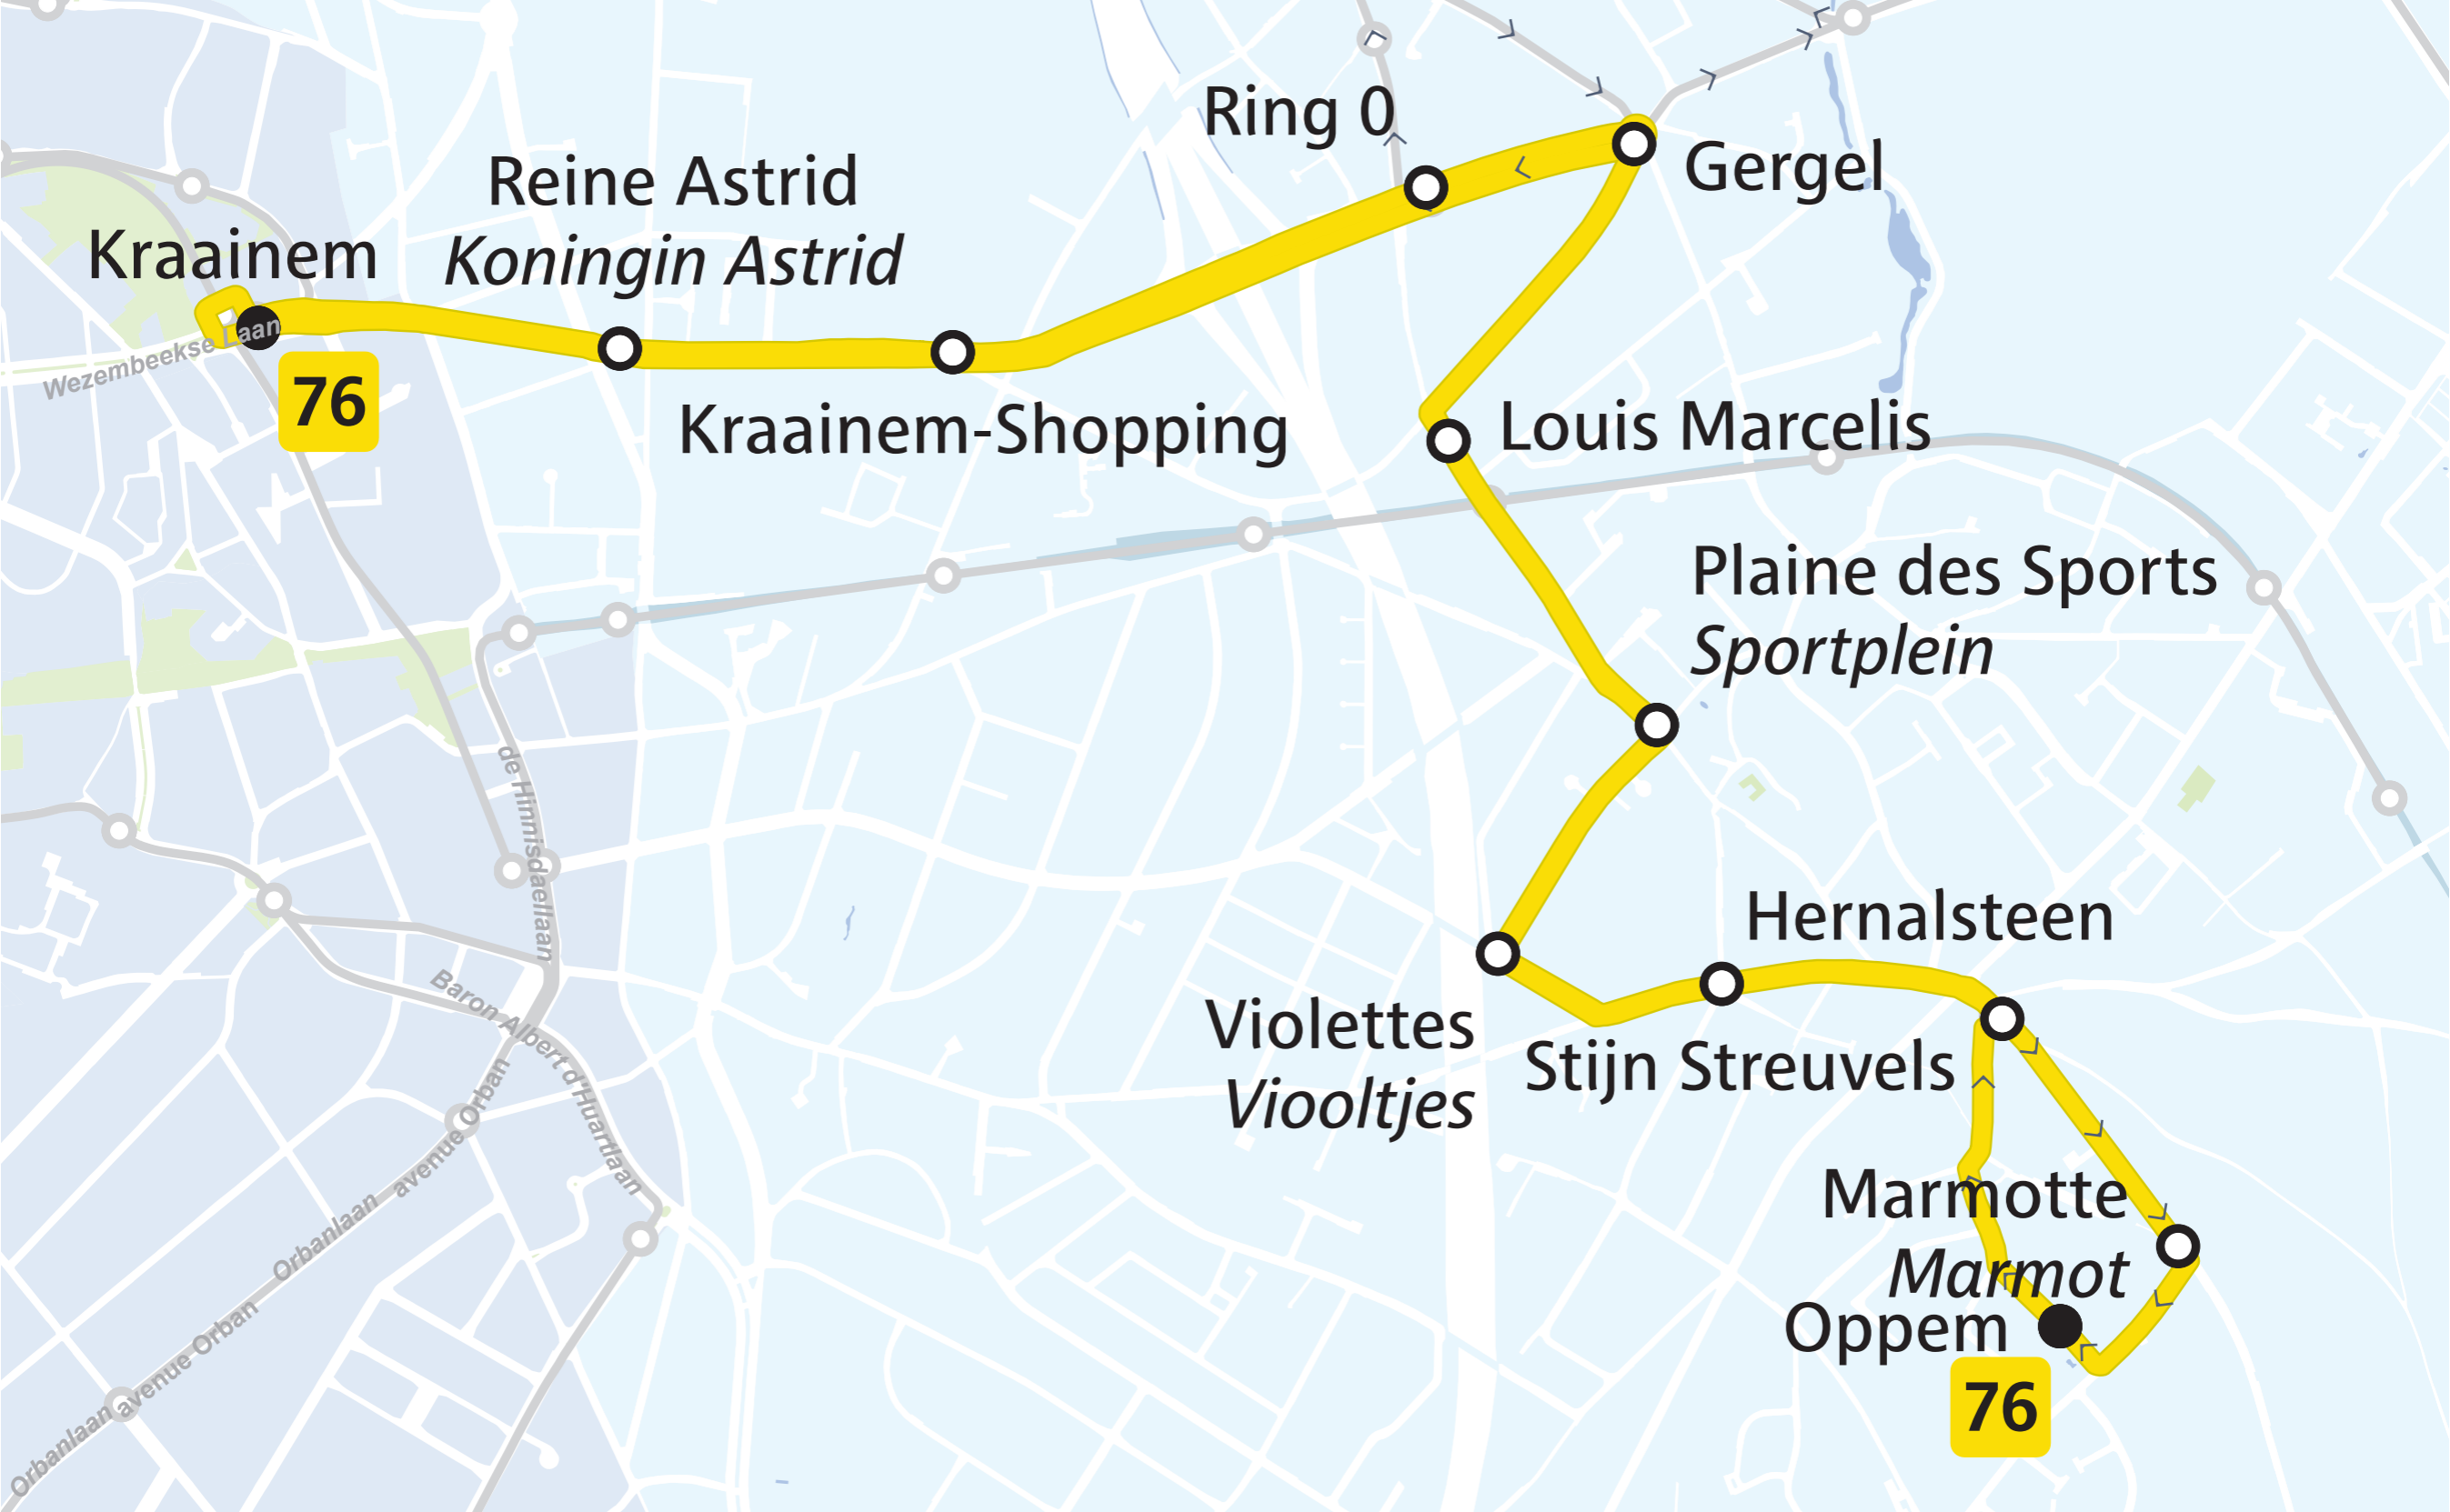 Ring 0
Gergel
Reine Astrid
Koningin Astrid
Kraainem
Wezembeekse Laan
76
Kraainem-Shopping
Louis Marcelis
Plaine des Sports
Sportplein
de Hinnisdaellaan
Hernalsteen
Baron Albert d'Huartlaan
Violettes
Viooltjes
Stijn Streuvels
Marmotte
Marmot
Oppem
76
Orbanlaan avenue Orban
Orbanlaan avenue Orban